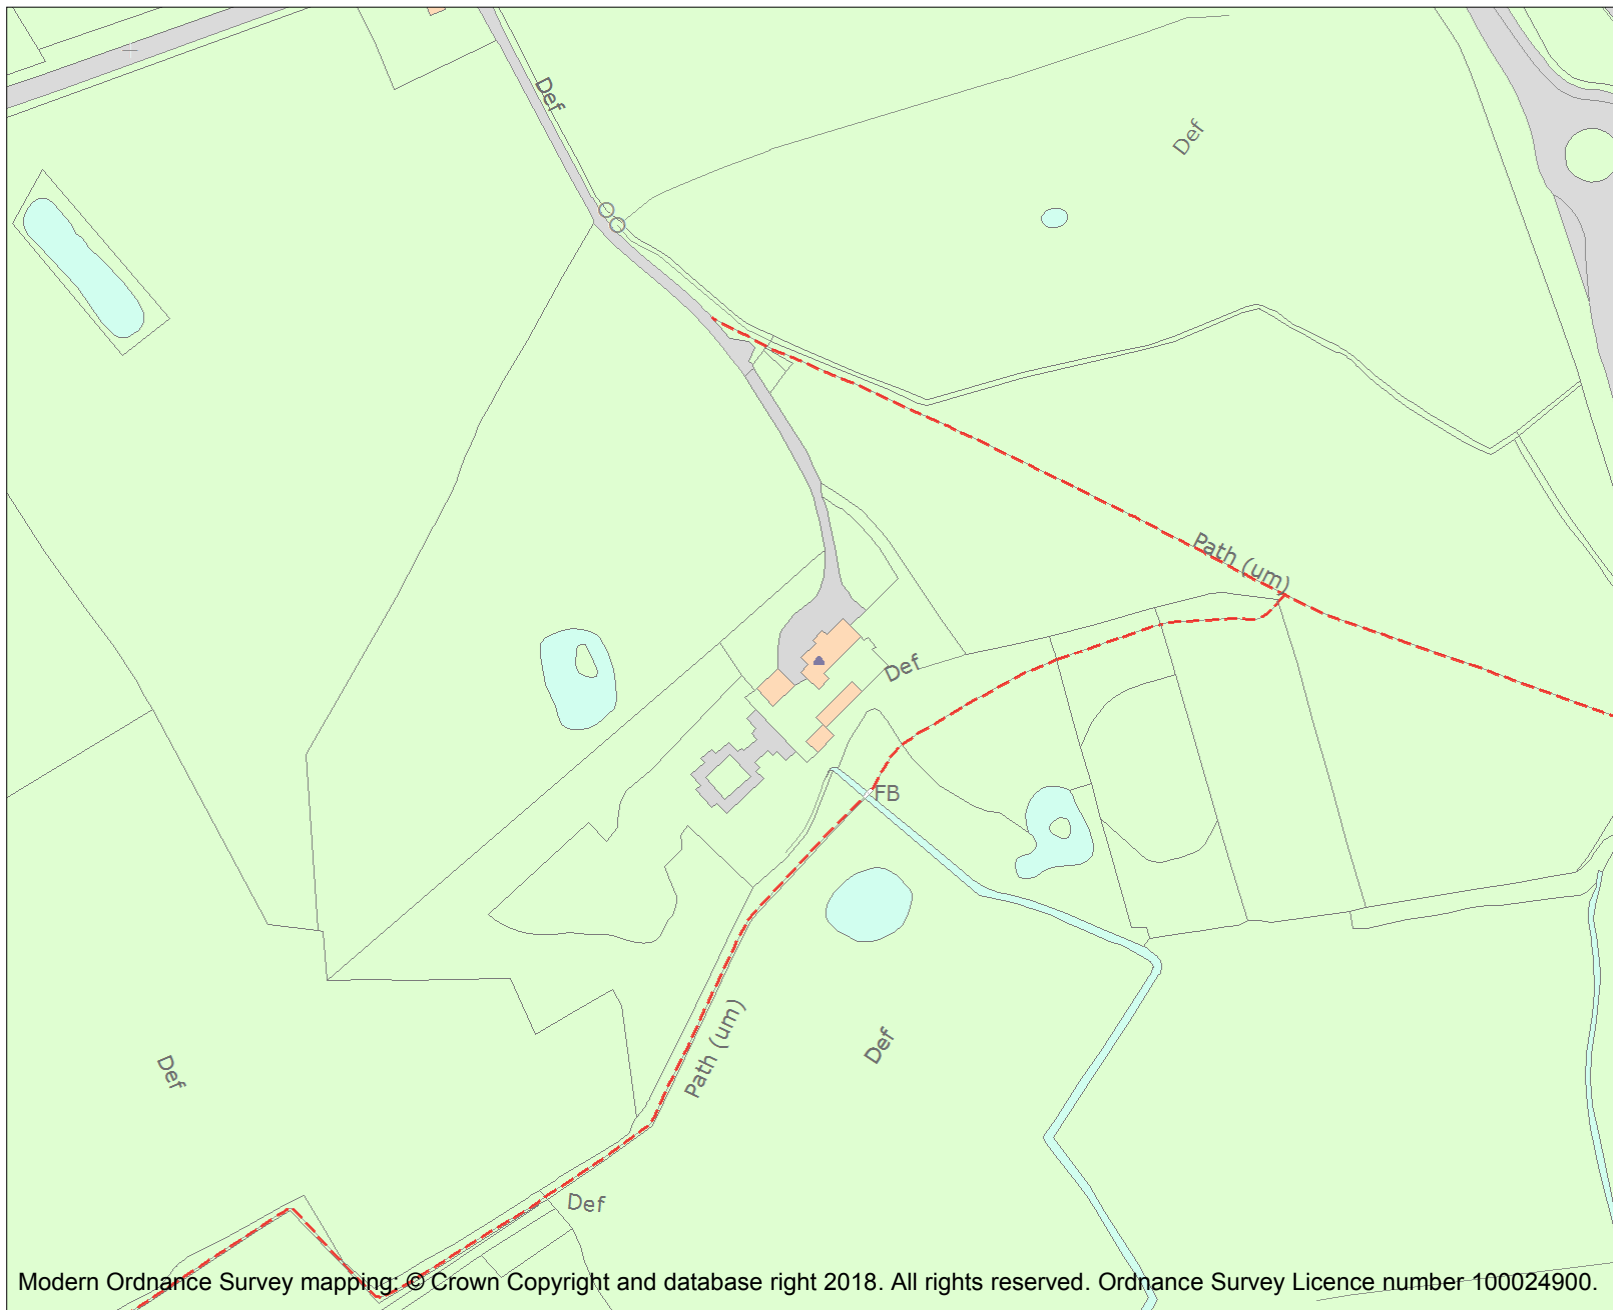 Def
Def
Path (um)
Def
FB
Path (um)
Def
Def
Def
Modern Ordnance Survey mapping: © Crown Copyright and database right 2018. All rights reserved. Ordnance Survey Licence number 100024900.